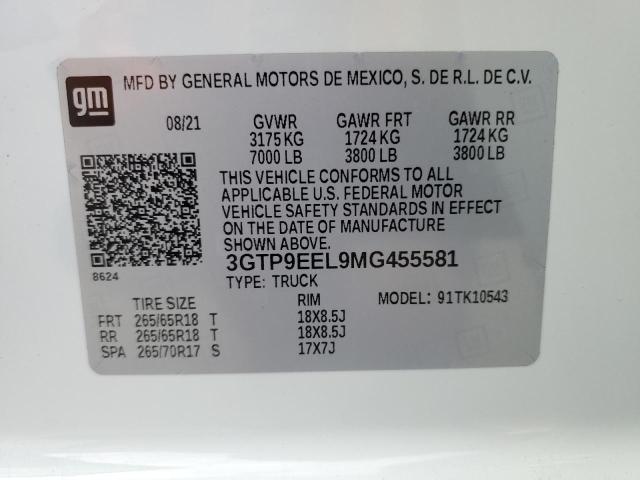 gm
MFD BY GENERAL MOTORS DE MEXICO, S. DE R.L. DE C.V.
08/21 GVWR GAWR FRT GAWR RR
3175 KG 1724 KG 1724 KG
7000 LB 3800 LB 3800 LB
THIS VEHICLE CONFORMS TO ALL
APPLICABLE U.S. FEDERAL MOTOR
VEHICLE SAFETY STANDARDS IN EFFECT
ON THE DATE OF MANUFACTURE
3GTP9EEL9MG455581
8624
TYPE: TRUCK
TIRE SIZE RIM MODEL: 91TK10543
FRT 265/65R18 T 18X8.5J
RR 265/65R18 T 18X8.5J
SPA 265/70R17 S 17X7J